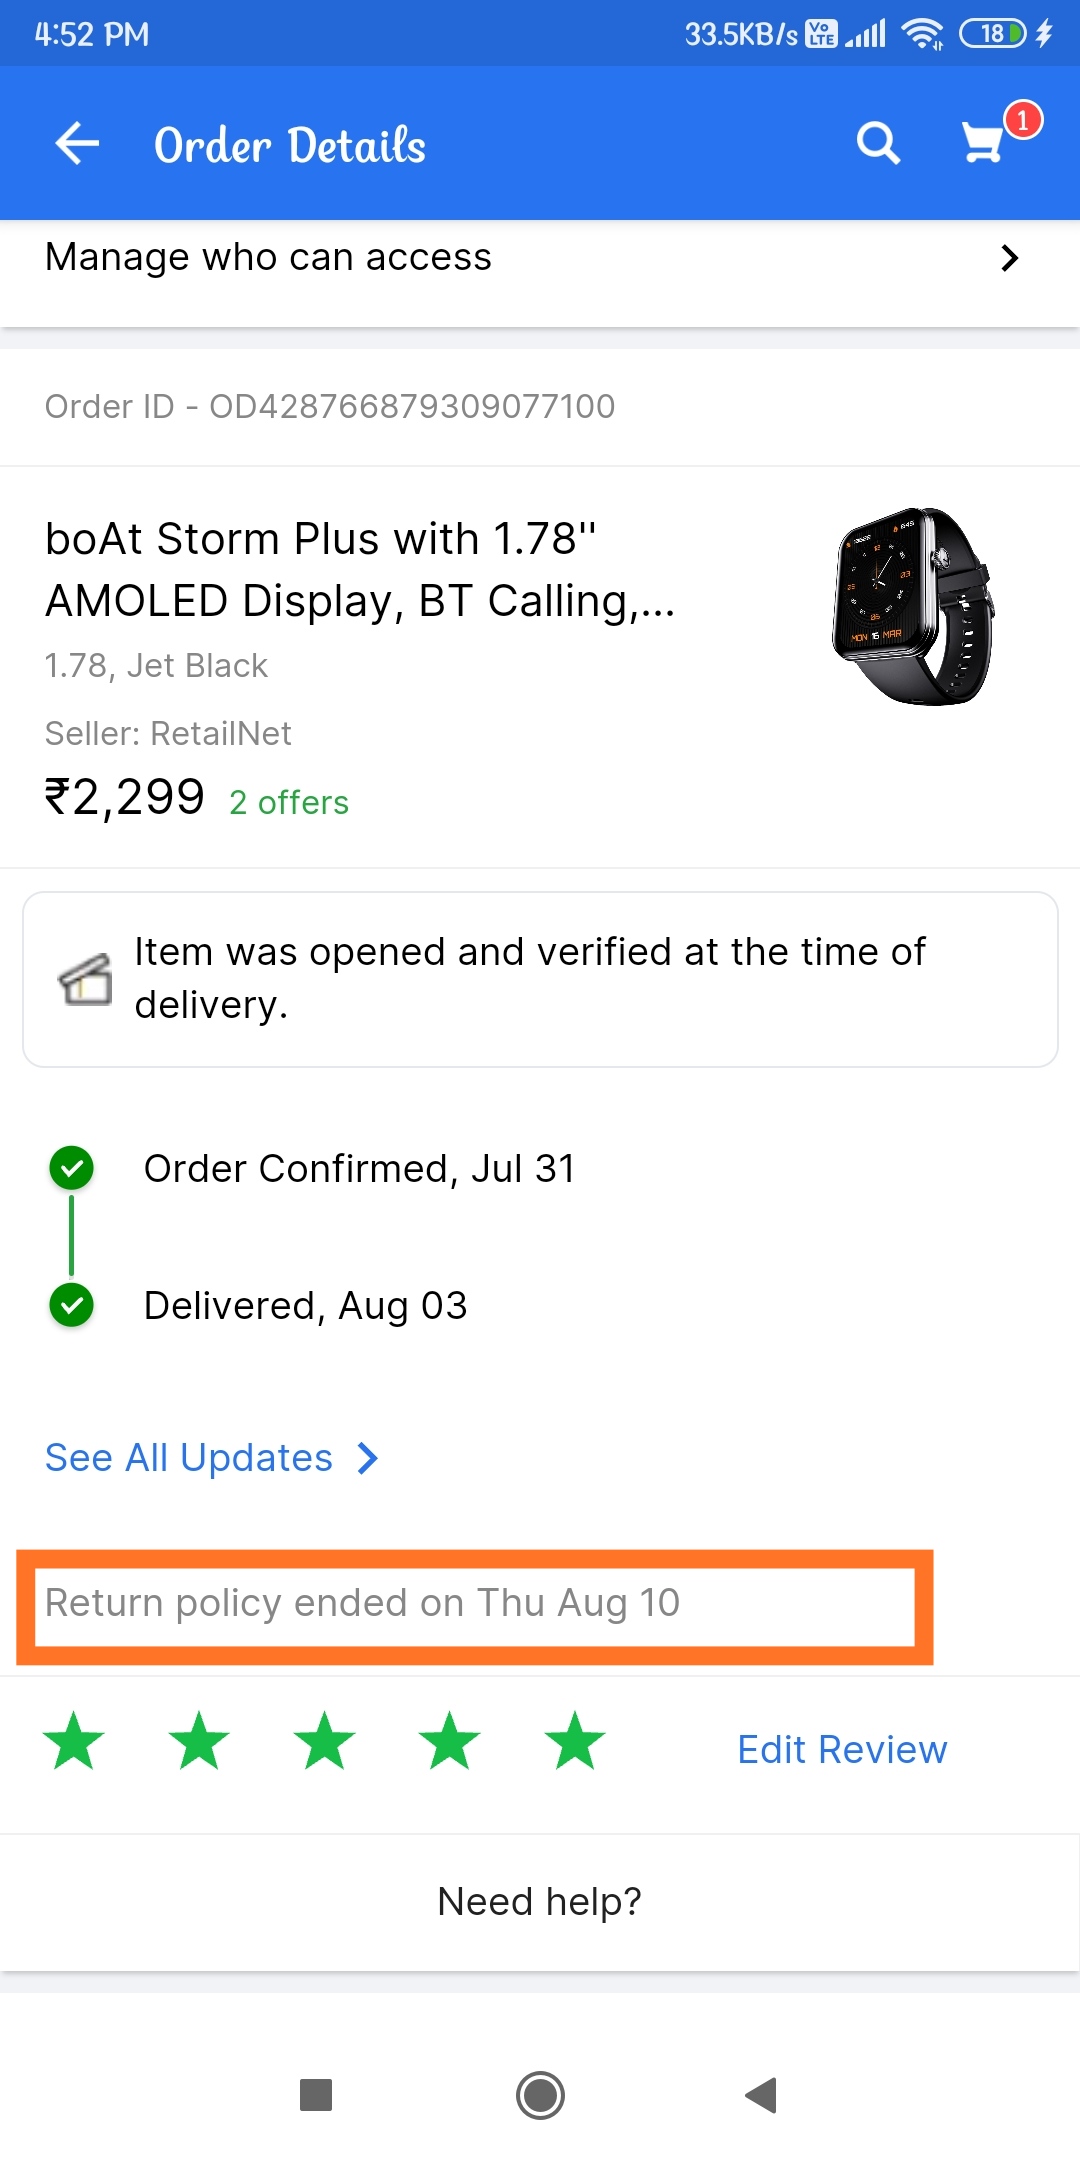 4:52 PM 33.5KB/s Vo LTE 18
Order Details 1
Manage who can access
Order ID - OD428766879309077100
boAt Storm Plus with 1.78"
AMOLED Display, BT Calling,...
1.78, Jet Black
Seller: RetailNet
₹2,299 2 offers
Item was opened and verified at the time of
delivery.
Order Confirmed, Jul 31
Delivered, Aug 03
See All Updates
Return policy ended on Thu Aug 10
Edit Review
Need help?